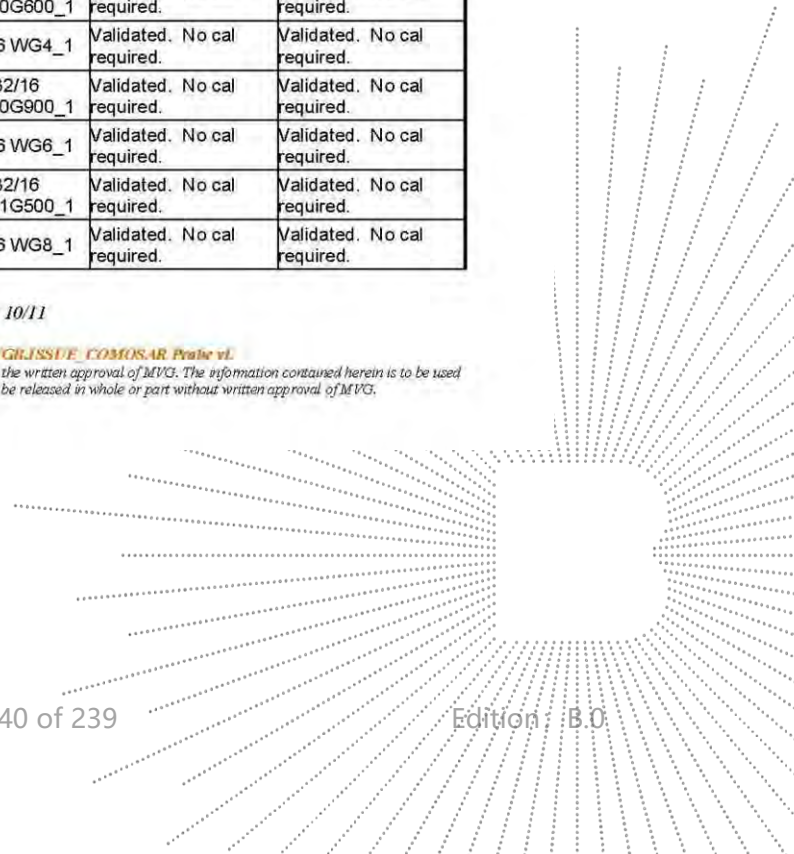 0G600_1 required. required.
6 WG4_1 Validated. No cal required. Validated. No cal required.
32/16 0G900_1 Validated. No cal required. Validated. No cal required.
6 WG6_1 Validated. No cal required. Validated. No cal required.
32/16 1G500_1 Validated. No cal required. Validated. No cal required.
6 WG8_1 Validated. No cal required. Validated. No cal required.
10/11
GB.ISSUE_COMOSAR Probe vL
the written approval of MVG. The information contained herein is to be used
be released in whole or part without written approval of MVG.
40 of 239
Edition: B.0